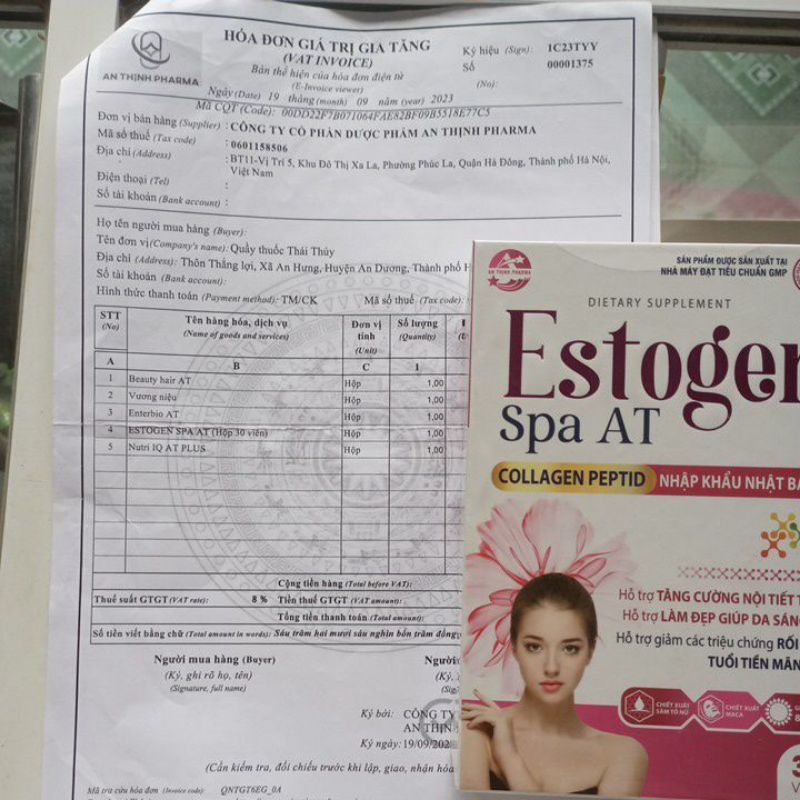 AN THỊNH PHARMA
HÓA ĐƠN GIÁ TRỊ GIA TĂNG
(VAT INVOICE)
Bản thể hiện của hóa đơn điện tử
(E-Invoice viewer)
Ký hiệu (Sign): 1C23TYY
Số 00001375
(No):
Ngày(Date) 19 tháng(month) 09 năm (year) 2023
Mã CQT (Code): 00DD22F7B071064FAE82BF09B5518E77C5
Đơn vị bán hàng (Supplier) : CÔNG TY CỔ PHẦN DƯỢC PHẨM AN THỊNH PHARMA
Mã số thuế (Tax code) : 0601158506
Địa chỉ (Address) : BT11-Vị Trí 5, Khu Đô Thị Xa La, Phường Phúc La, Quận Hà Đông, Thành phố Hà Nội,
Việt Nam
Điện thoại (Tel) :
Số tài khoản (Bank account) :
Họ tên người mua hàng (Buyer):
Tên đơn vị(Company's name): Quầy thuốc Thái Thủy
Địa chỉ (Address): Thôn Thắng lợi, Xã An Hưng, Huyện An Dương, Thành phố H
Số tài khoản (Bank account):
Hình thức thanh toán (Payment method): TM/CK Mã số thuế (Tax code):
STT Tên hàng hóa, dịch vụ Đơn vị Số lượng
(No) (Name of goods and services) tính (Quantity)
(Unit)
A B C 1
1 Beauty hair AT Hộp 1,00
2 Vương niệu Hộp 1,00
3 Enterbio AT Hộp 1,00
4 ESTOGEN SPA AT (Hộp 30 viên) Hộp 1,00
5 Nutri IQ AT PLUS Hộp 1,00
Cộng tiền hàng (Total before VAT):
Thuế suất GTGT (VAT rate): 8 % Tiền thuế GTGT (VAT amount):
Tổng tiền thanh toán (Total amount):
Số tiền viết bằng chữ (Total amount in words): Sáu trăm hai mươi sáu nghìn bốn trăm đồng
Người mua hàng (Buyer) Người
(Ký, ghi rõ họ, tên) (Ký,
(Signature, full name) (Sig
Ký bởi: CÔNG TY
AN THỊN
Ký ngày: 19/09/202
(Cần kiểm tra, đối chiếu trước khi lập, giao, nhận hóa
Mã tra cứu hóa đơn (Invoice code): QNTGT6EG_0A
AN THỊNH PHARMA
SẢN PHẨM ĐƯỢC SẢN XUẤT TẠI
NHÀ MÁY ĐẠT TIÊU CHUẨN GMP
DIETARY SUPPLEMENT
Estogen
Spa AT
COLLAGEN PEPTID NHẬP KHẨU NHẬT BẢ
Hỗ trợ TĂNG CƯỜNG NỘI TIẾT T
Hỗ trợ LÀM ĐẸP GIÚP DA SÁN
Hỗ trợ giảm các triệu chứng RỐI
TUỔI TIỀN MÃN
CHIẾT XUẤT
SÂM TỐ NỮ
CHIẾT XUẤT
MACA
3